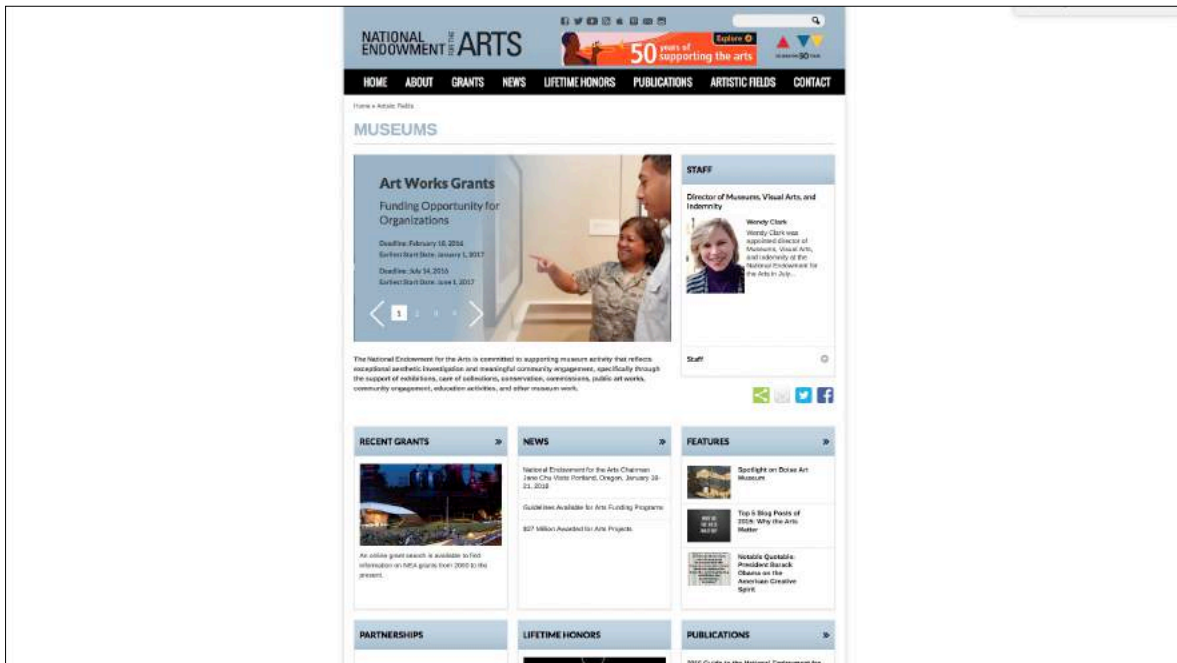 NATIONAL
ENDOWMENT FOR THE ARTS
50 years of
supporting the arts
Explore
HOME ABOUT GRANTS NEWS LIFETIME HONORS PUBLICATIONS ARTISTIC FIELDS CONTACT
Home » Artistic Fields
MUSEUMS
Art Works Grants
Funding Opportunity for
Organizations
Deadline: February 18, 2016
Earliest Start Date: January 1, 2017
Deadline: July 14, 2016
Earliest Start Date: June 1, 2017
1 2 3 4
STAFF
Director of Museums, Visual Arts, and
Indemnity
Wendy Clark
Wendy Clark was
appointed director of
Museums, Visual Arts,
and Indemnity at the
National Endowment for
the Arts in July...
Staff
The National Endowment for the Arts is committed to supporting museum activity that reflects
exceptional aesthetic investigation and meaningful community engagement, specifically through
the support of exhibitions, care of collections, conservation, commissions, public art works,
community engagement, education activities, and other museum work.
RECENT GRANTS »
An online grant search is available to find
information on NEA grants from 2000 to the
present.
NEWS »
National Endowment for the Arts Chairman
Jane Chu Visits Portland, Oregon, January
21, 2016
Guidelines Available for Arts Funding Programs
$27 Million Awarded for Arts Projects
FEATURES »
Spotlight on Boise Art
Museum
Top 5 Blog Posts of
2015: Why the Arts
Matter
Notable Quotable:
President Barack
Obama on the
American Creative
Spirit
PARTNERSHIPS
LIFETIME HONORS
PUBLICATIONS »
Guide to the National Endowment for